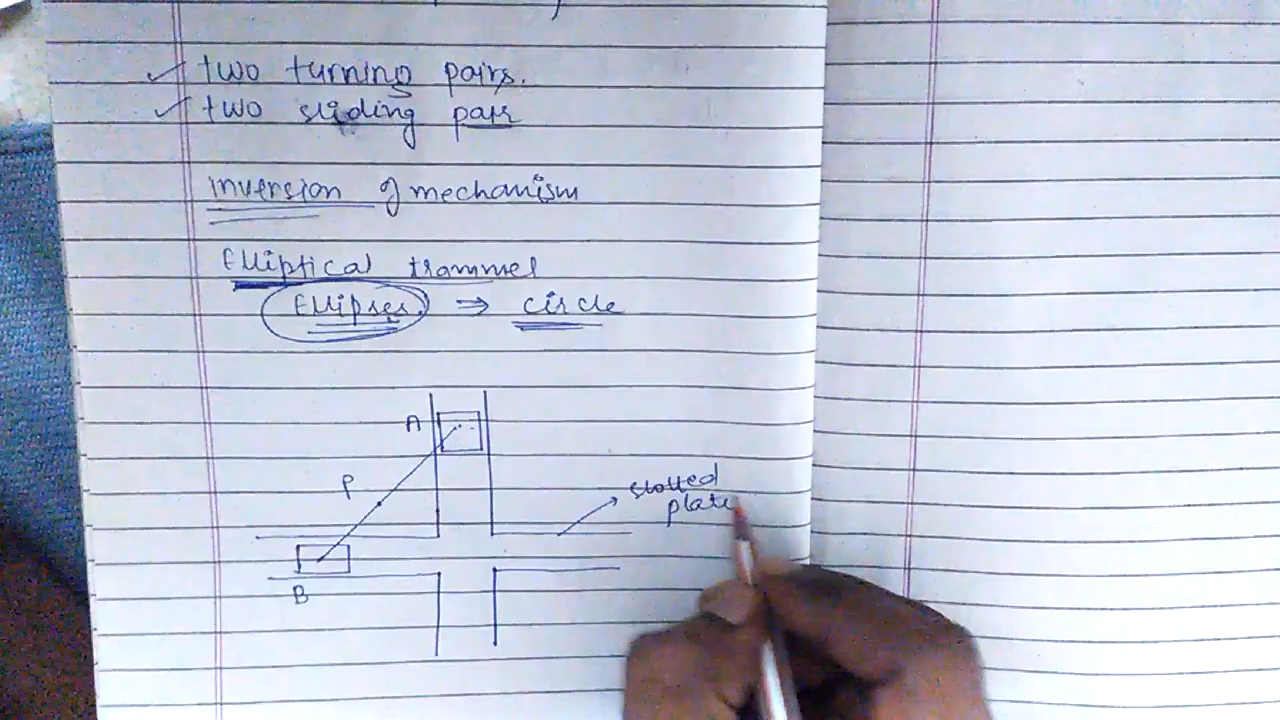 two turning pairs.
two sliding pair
inversion of mechanism
Elliptical trammel
Ellipses. ⇒ circle
A
P
slotted
plate
B